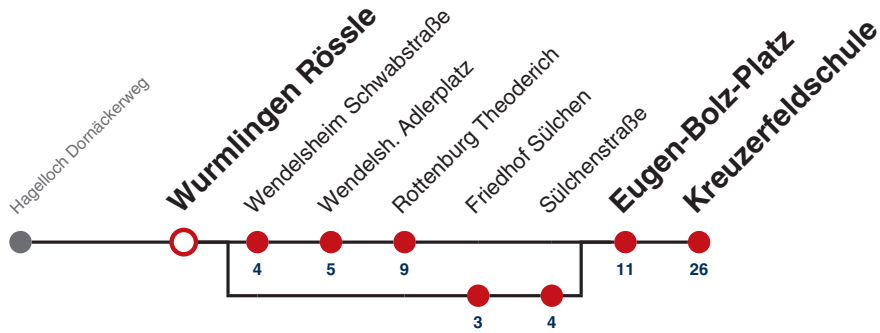 Hagelloch Dornäckerweg
Wurmlingen Rössle
Wendelsheim Schwabstraße
Wendelsh. Adlerplatz
Rottenburg Theoderich
Friedhof Sülchen
Sülchenstraße
Eugen-Bolz-Platz
Kreuzerfeldschule
4 5 9 11 26
3 4